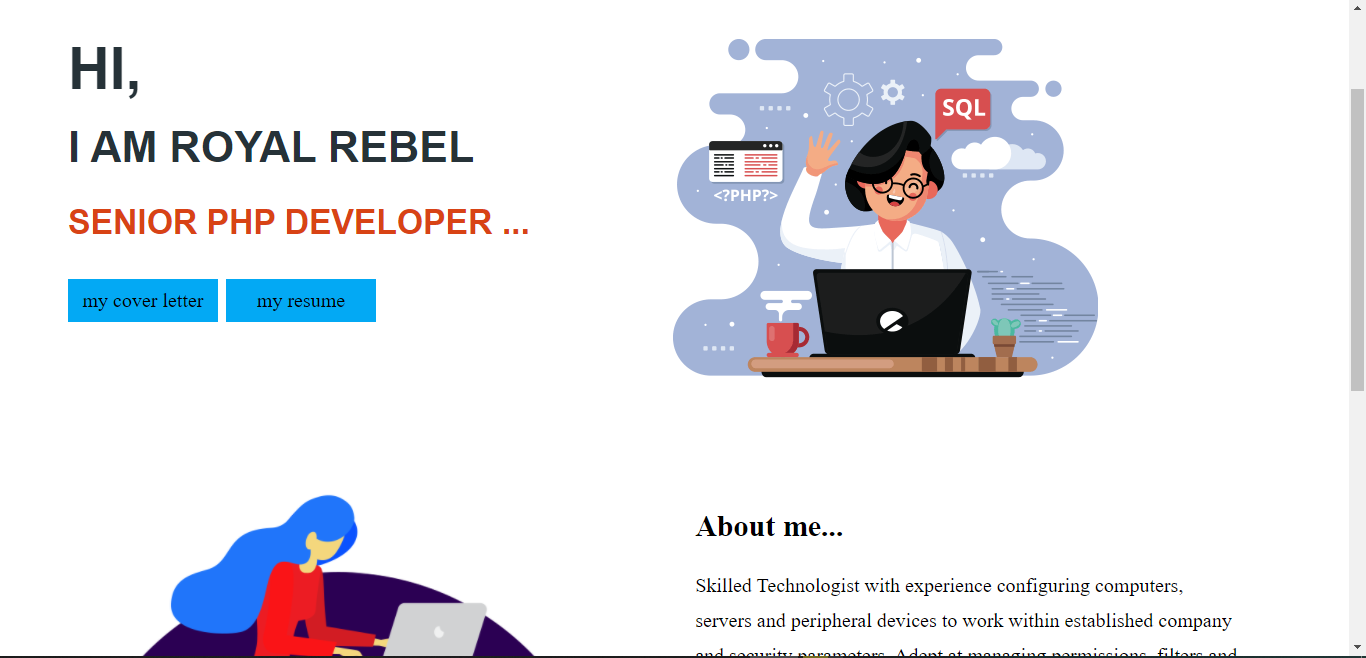 HI,
I AM ROYAL REBEL
SENIOR PHP DEVELOPER ...
my cover letter
my resume
SQL
<?PHP?>
About me...
Skilled Technologist with experience configuring computers,
servers and peripheral devices to work within established company
and security parameters. Adept at managing permissions, filters and